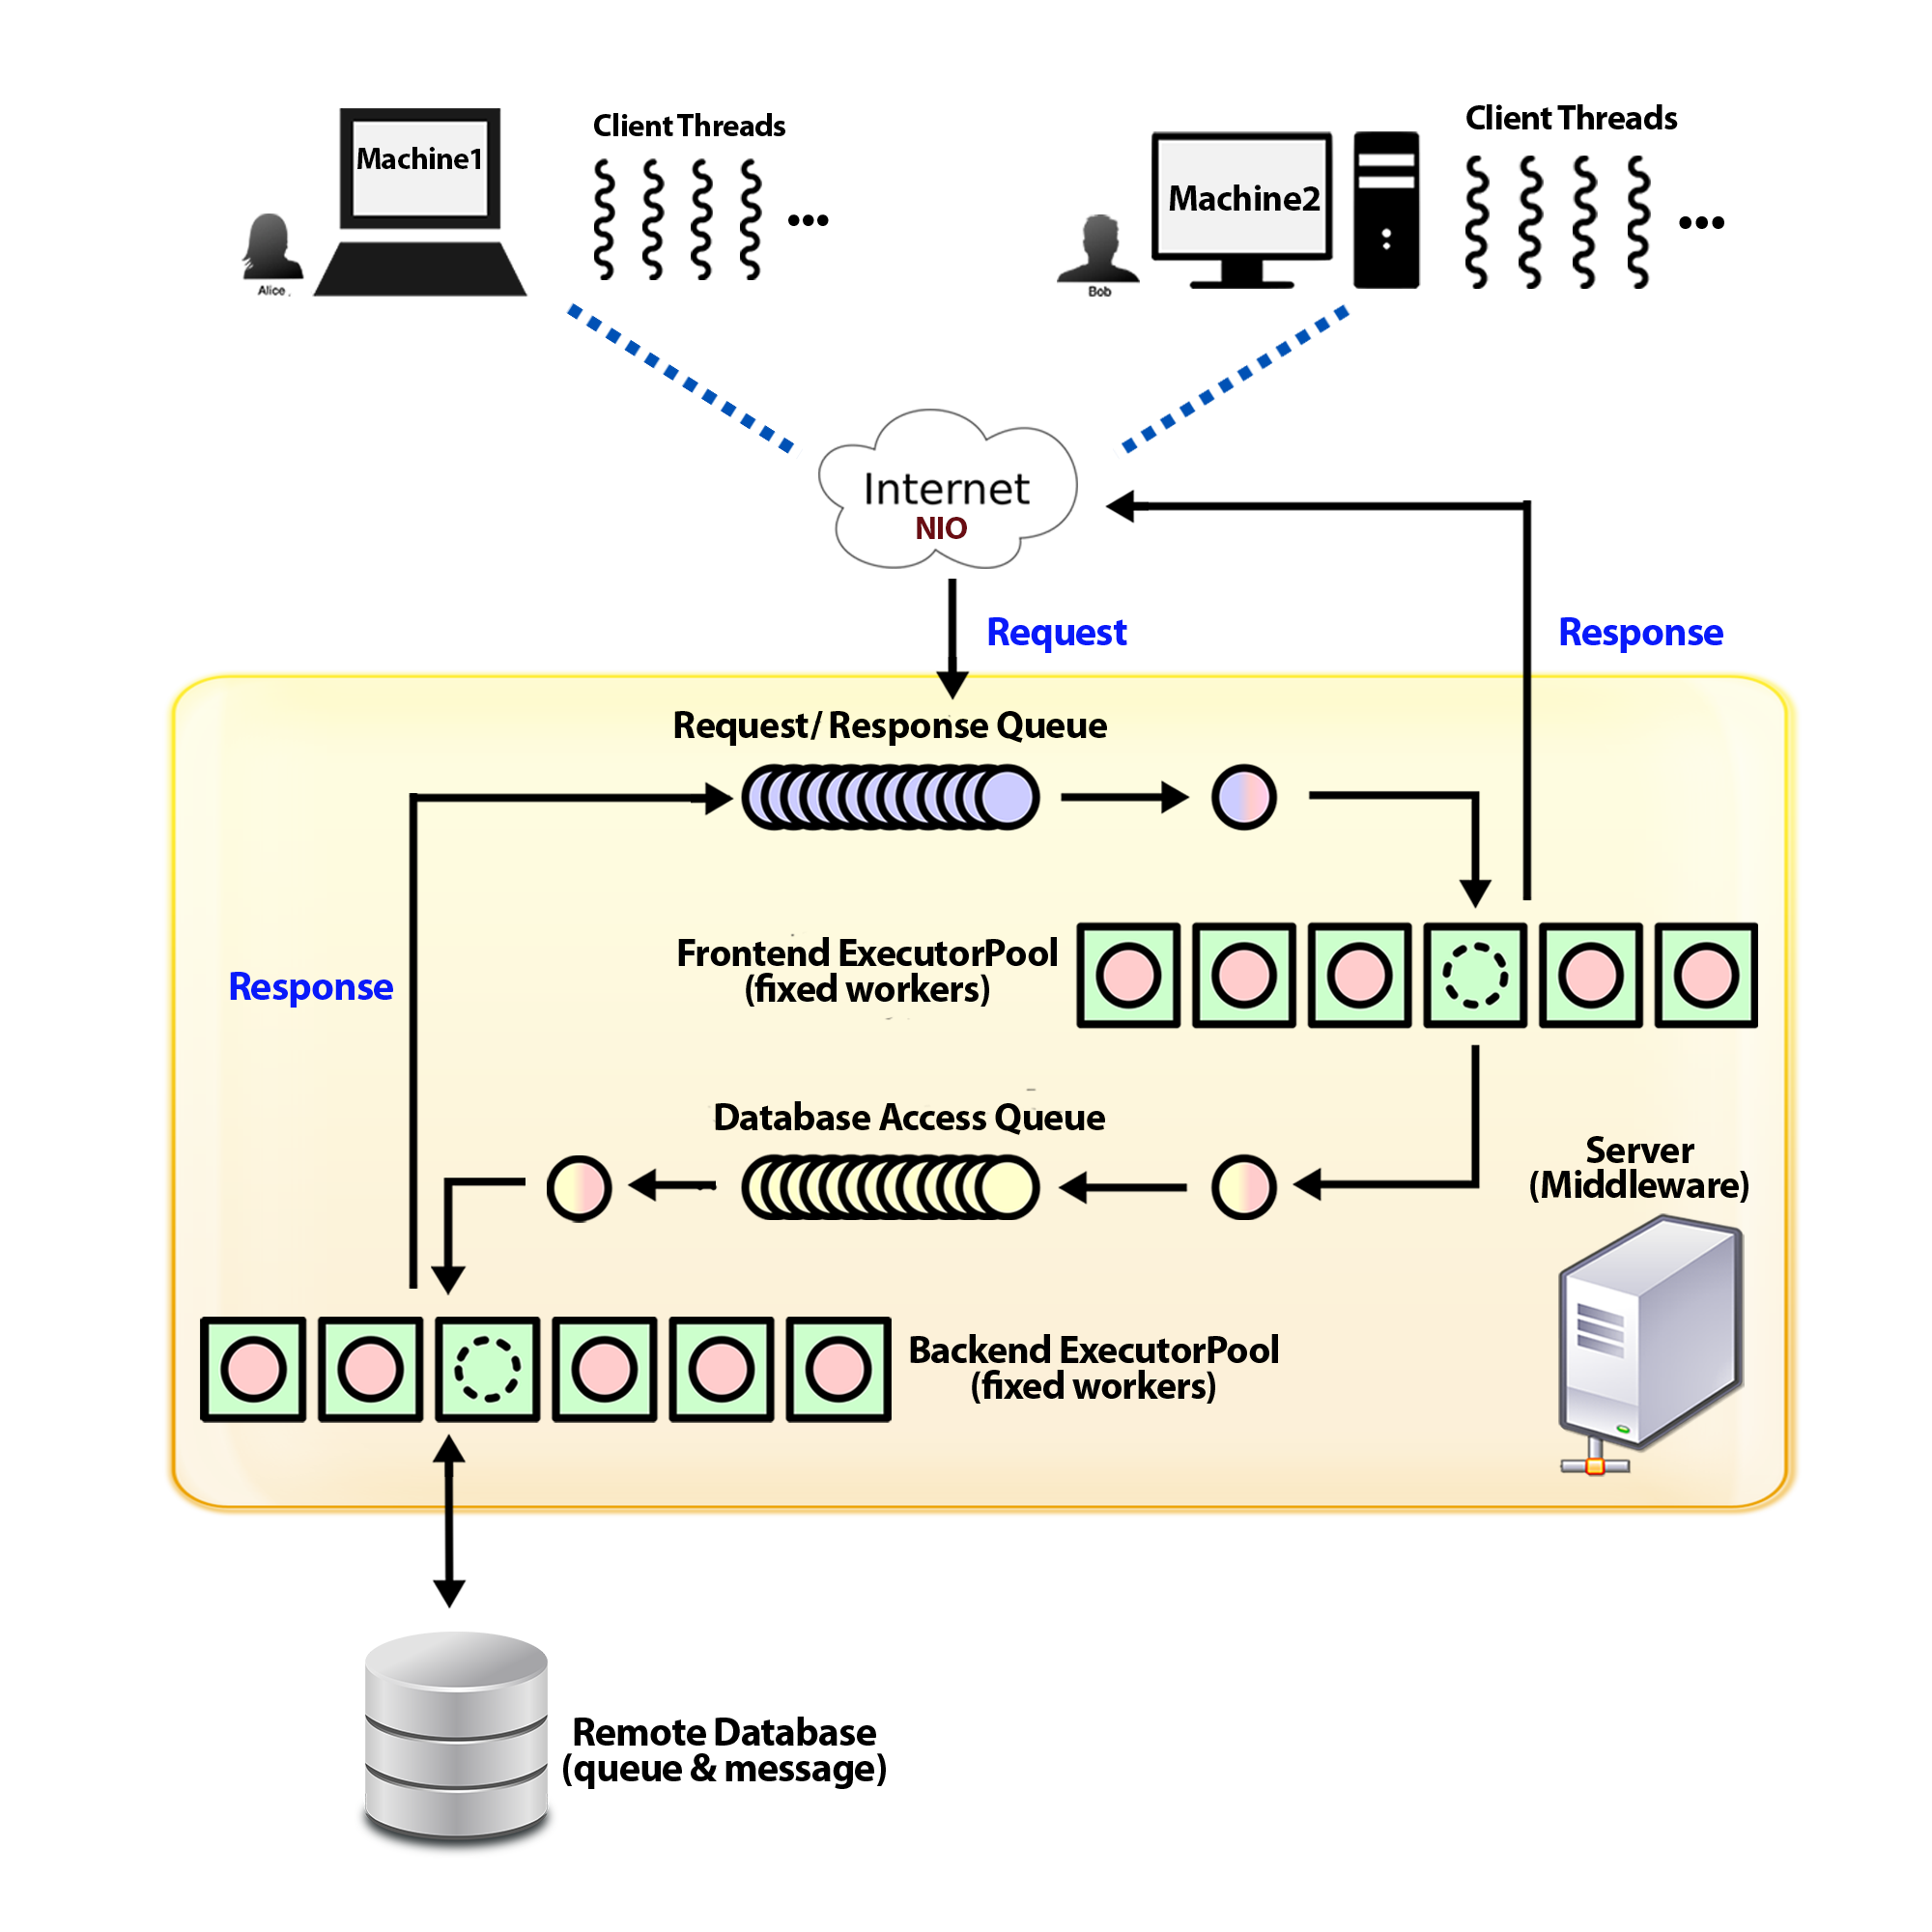 Client Threads
Machine1
Alice
Client Threads
Machine2
Bob
Internet
NIO
Request
Response
Request/ Response Queue
Frontend ExecutorPool
(fixed workers)
Response
Database Access Queue
Server
(Middleware)
Backend ExecutorPool
(fixed workers)
Remote Database
(queue & message)